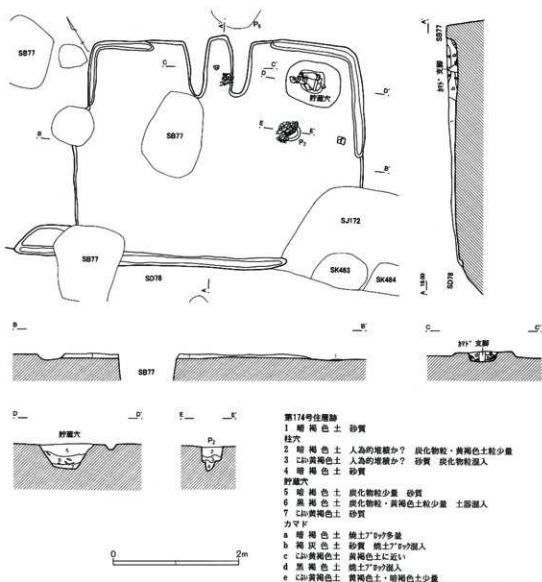 A
P₅
SB77
A'
SB77
C
C'
D
カマド 支脚
貯蔵穴
D'
E
E'
P₂
B
SB77
B'
SJ172
SB77
SK483
SK484
SD78
A
A 18.00
SD78
B
B'
SB77
C
C'
カマド 支脚
D
D'
貯蔵穴
E
E'
P₂
第174号住居跡
1 暗褐色土 砂質
柱穴
2 暗褐色土 人為的堆積か? 炭化物粒・黄褐色土粒少量
3 にぶい黄褐色土 人為的堆積か? 砂質 炭化物混入
4 暗褐色土 砂質
貯蔵穴
5 暗褐色土 炭化物粒少量 砂質
6 黒褐色土 炭化物粒・黄褐色土粒少量 土器混入
7 にぶい黄褐色土 砂質
カマド
a 暗褐色土 焼土ブロック多量
b 褐灰色土 砂質 焼土ブロック混入
c にぶい黄褐色土 黄褐色土に近い
d 黒褐色土 焼土ブロック混入
e にぶい黄褐色土 黄褐色土・暗褐色土少量
0 2m